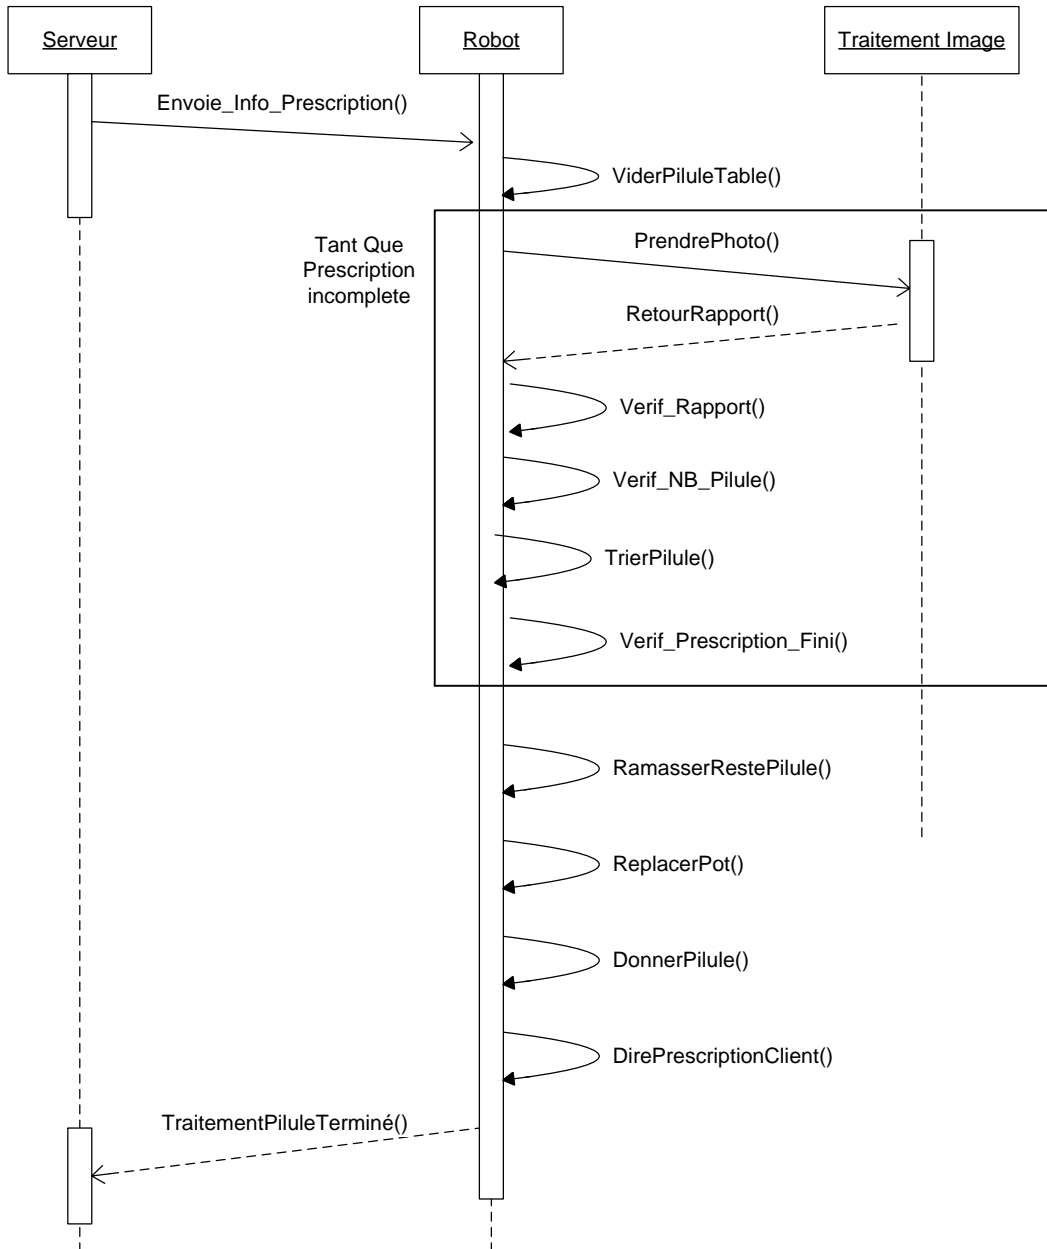 Serveur
Robot
Traitement Image
Envoie_Info_Prescription()
ViderPiluleTable()
Tant Que
Prescription
incomplete
PrendrePhoto()
RetourRapport()
Verif_Rapport()
Verif_NB_Pilule()
TrierPilule()
Verif_Prescription_Fini()
RamasserRestePilule()
ReplacerPot()
DonnerPilule()
DirePrescriptionClient()
TraitementPiluleTerminé()